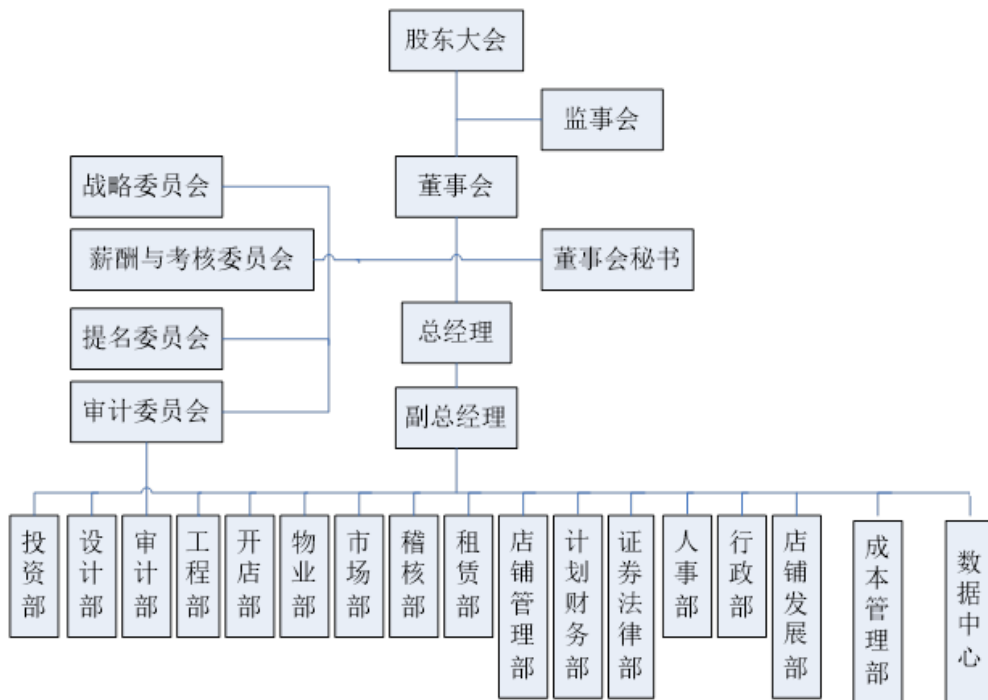 股东大会
监事会
战略委员会
董事会
薪酬与考核委员会
董事会秘书
总经理
提名委员会
审计委员会
副总经理
投资部
设计部
审计部
工程部
开店部
物业部
市场部
稽核部
租赁部
店铺管理部
计划财务部
证券法律部
人事部
行政部
店铺发展部
成本管理部
数据中心